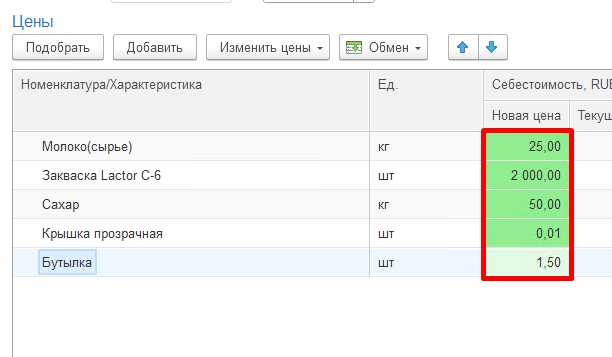 Цены
Подобрать Добавить Изменить цены Обмен
Номенклатура/Характеристика Ед. Себестоимость, RUB
Новая цена Текущ
Молоко(сырье) кг 25,00
Закваска Lactor C-6 шт 2 000,00
Сахар кг 50,00
Крышка прозрачная шт 0,01
Бутылка шт 1,50